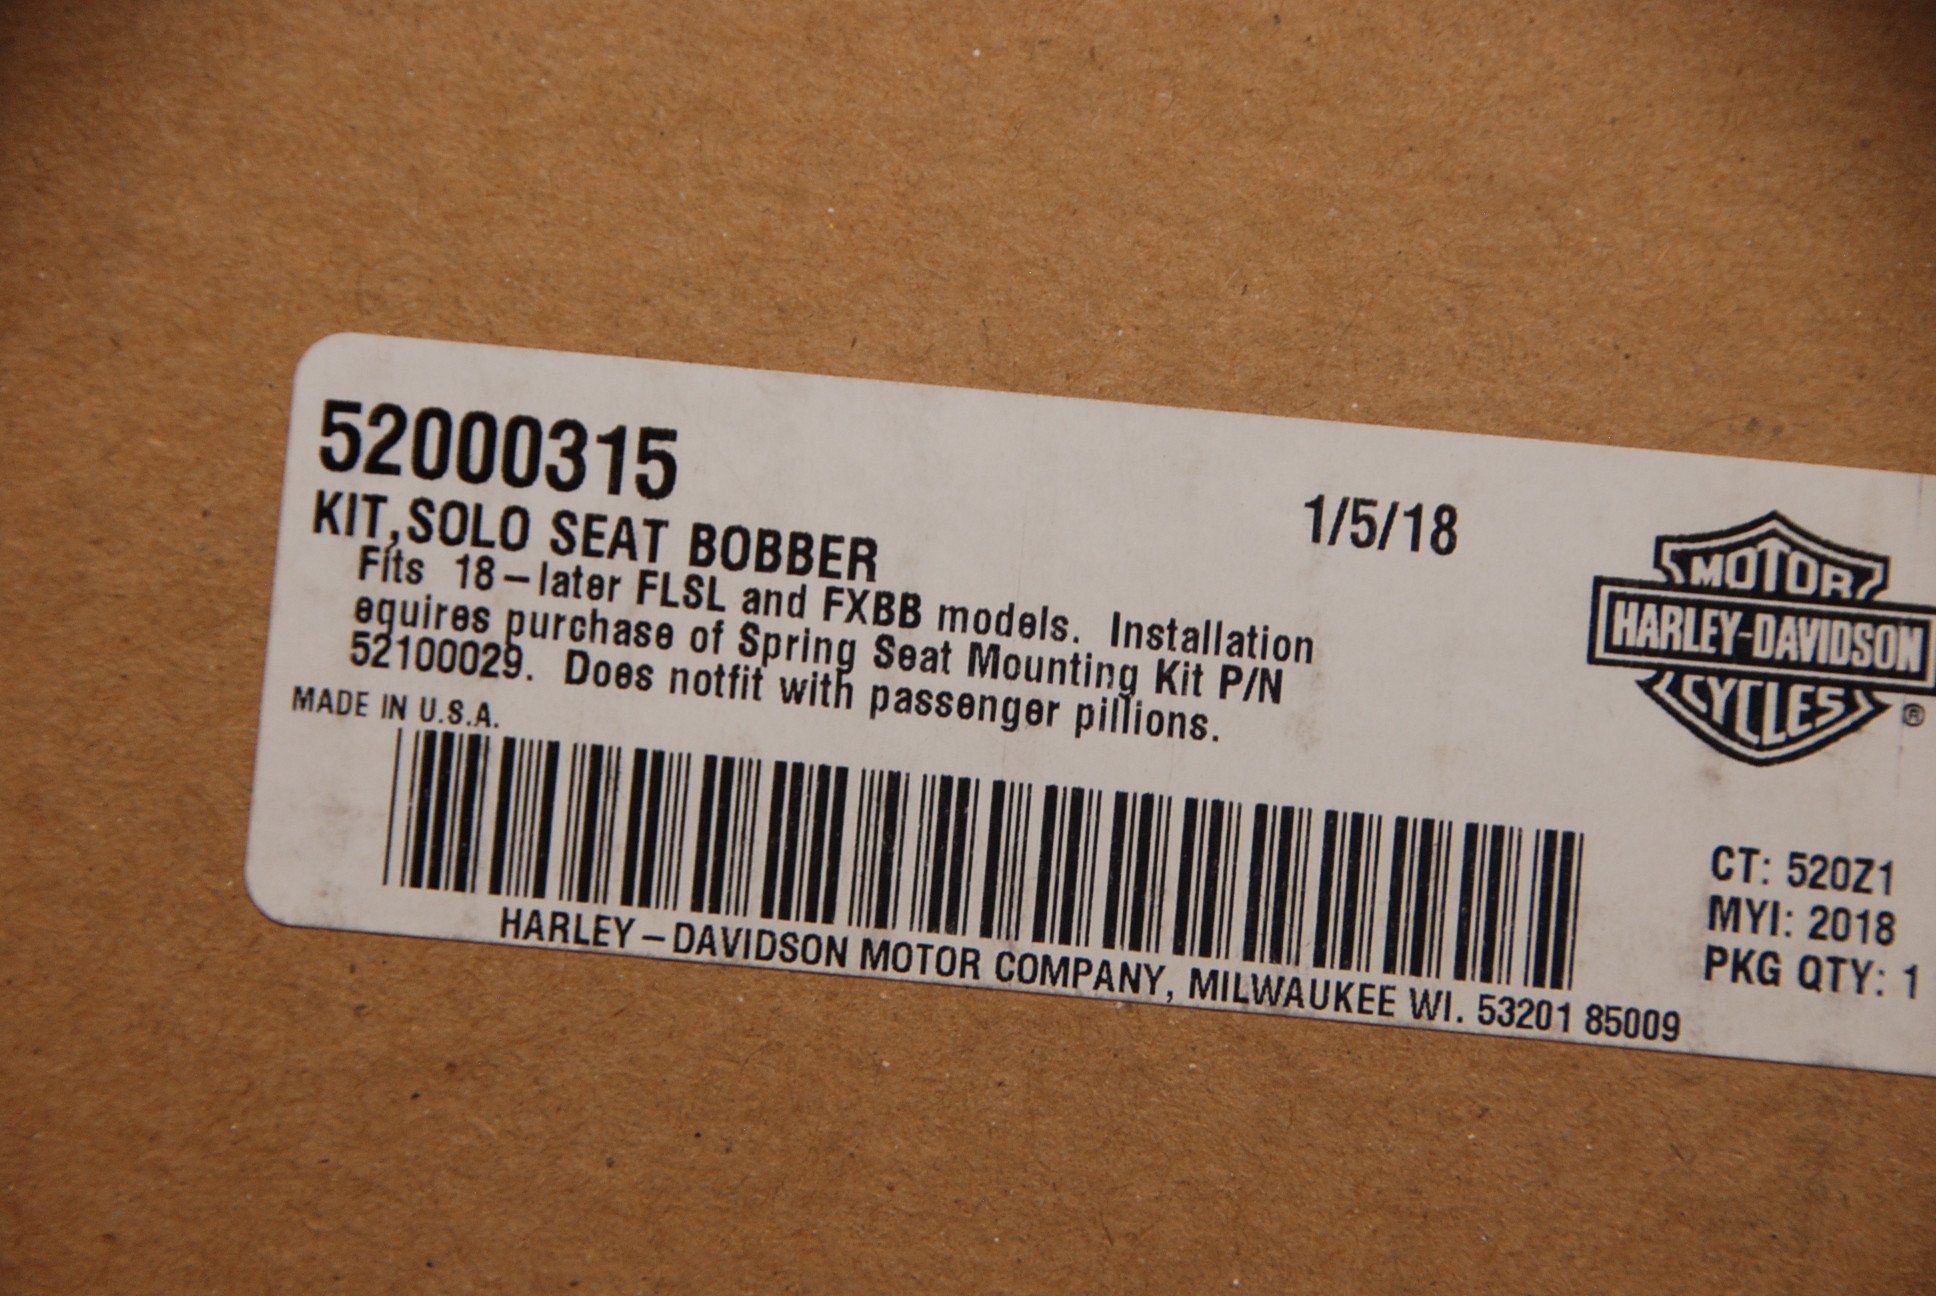 52000315
KIT,SOLO SEAT BOBBER
1/5/18
Fits 18-later FLSL and FXBB models. Installation
equires purchase of Spring Seat Mounting Kit P/N
52100029. Does notfit with passenger pillions.
MADE IN U.S.A.
MOTOR
HARLEY-DAVIDSON
CYCLES
®
CT: 520Z1
MYI: 2018
PKG QTY: 1
HARLEY-DAVIDSON MOTOR COMPANY, MILWAUKEE WI. 53201 85009